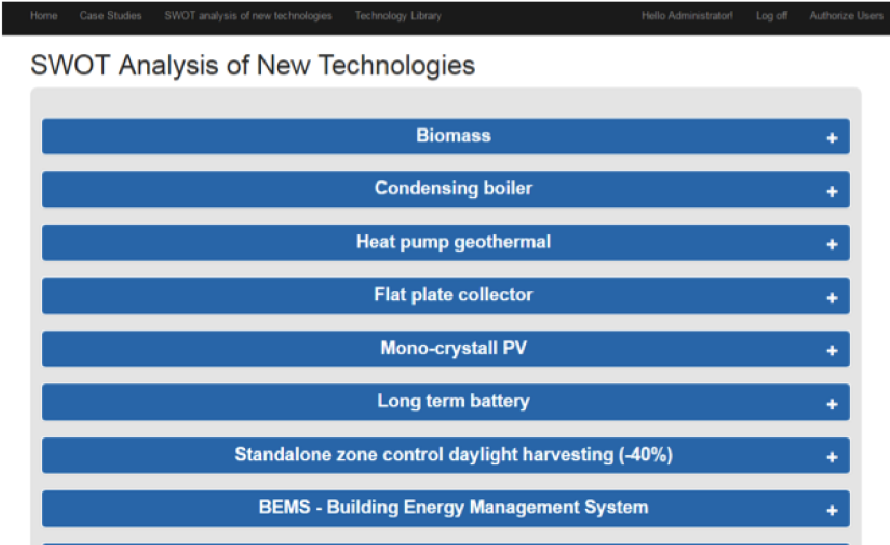 Home Case Studies SWOT analysis of new technologies Technology Library Hello Administrator! Log off Authorize Users
SWOT Analysis of New Technologies
Biomass +
Condensing boiler +
Heat pump geothermal +
Flat plate collector +
Mono-crystall PV +
Long term battery +
Standalone zone control daylight harvesting (-40%) +
BEMS - Building Energy Management System +